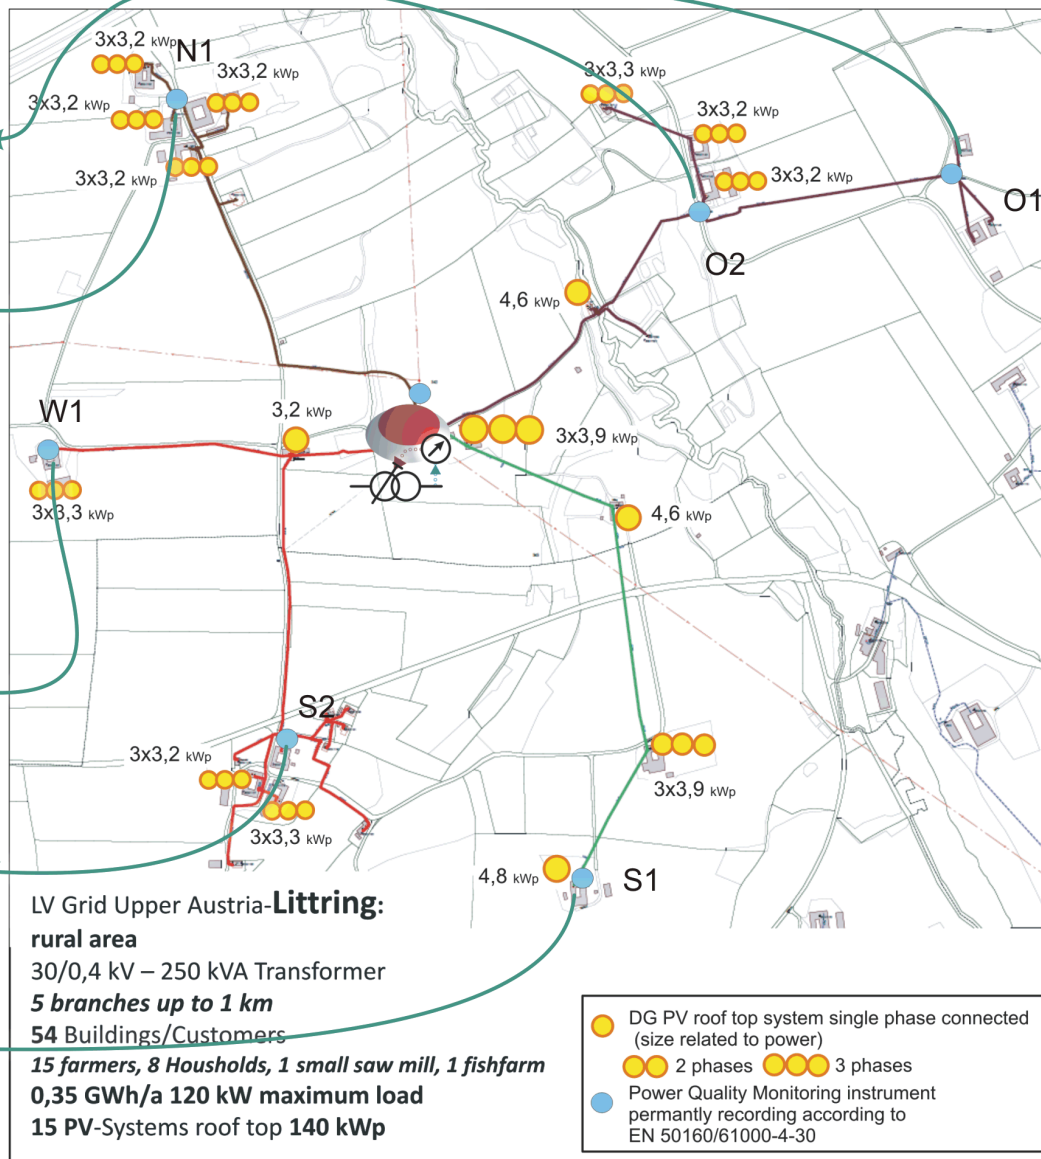 3x3,2 kWp
N1
3x3,2 kWp
3x3,2 kWp
3x3,2 kWp
3x3,3 kWp
3x3,2 kWp
3x3,2 kWp
O1
O2
4,6 kWp
W1
3,2 kWp
3x3,9 kWp
3x3,3 kWp
4,6 kWp
S2
3x3,2 kWp
3x3,9 kWp
3x3,3 kWp
4,8 kWp
S1
LV Grid Upper Austria-Littring:
rural area
30/0,4 kV – 250 kVA Transformer
5 branches up to 1 km
54 Buildings/Customers
15 farmers, 8 Housholds, 1 small saw mill, 1 fishfarm
0,35 GWh/a 120 kW maximum load
15 PV-Systems roof top 140 kWp
DG PV roof top system single phase connected
(size related to power)
2 phases 3 phases
Power Quality Monitoring instrument
permantly recording according to
EN 50160/61000-4-30